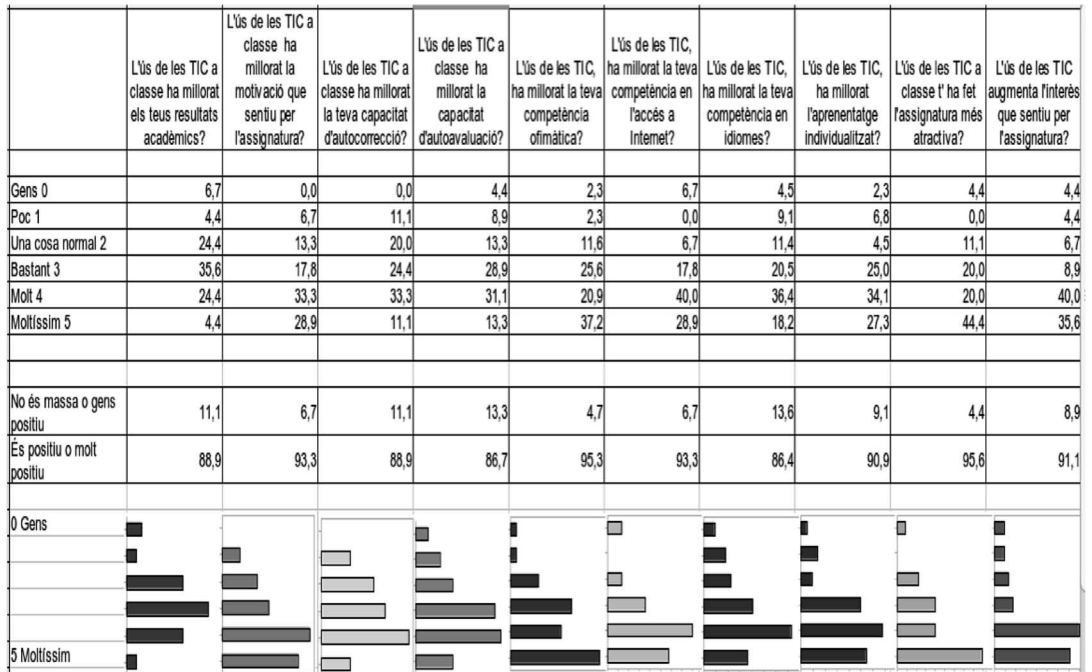 L'ús de les TIC a
classe ha millorat
els teus resultats
acadèmics?
L'ús de les TIC a
classe ha
millorat la
motivació que
sentiu per
l'assignatura?
L'ús de les TIC a
classe ha millorat
la teva capacitat
d'autocorrecció?
L'ús de les TIC a
classe ha
millorat la
capacitat
d'autoavaluació?
L'ús de les TIC,
ha millorat la teva
competència
ofimàtica?
L'ús de les TIC,
ha millorat la teva
competència en
l'accés a
Internet?
L'ús de les TIC,
ha millorat la teva
competència en
idiomes?
L'ús de les TIC,
ha millorat
l'aprenentatge
individualitzat?
L'ús de les TIC a
classe t' ha fet
l'assignatura més
atractiva?
L'ús de les TIC
augmenta l'interès
que sentiu per
l'assignatura?
Gens 0 6,7 0,0 0,0 4,4 2,3 6,7 4,5 2,3 4,4 4,4
Poc 1 4,4 6,7 11,1 8,9 2,3 0,0 9,1 6,8 0,0 4,4
Una cosa normal 2 24,4 13,3 20,0 13,3 11,6 6,7 11,4 4,5 11,1 6,7
Bastant 3 35,6 17,8 24,4 28,9 25,6 17,8 20,5 25,0 20,0 8,9
Molt 4 24,4 33,3 33,3 31,1 20,9 40,0 36,4 34,1 20,0 40,0
Moltíssim 5 4,4 28,9 11,1 13,3 37,2 28,9 18,2 27,3 44,4 35,6
No és massa o gens
positiu 11,1 6,7 11,1 13,3 4,7 6,7 13,6 9,1 4,4 8,9
És positiu o molt
positiu 88,9 93,3 88,9 86,7 95,3 93,3 86,4 90,9 95,6 91,1
0 Gens
5 Moltíssim